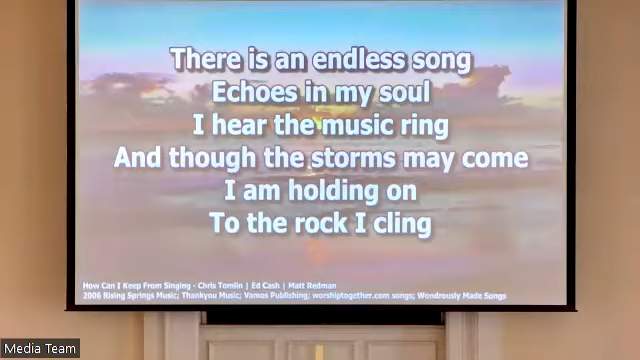 There is an endless song
Echoes in my soul
I hear the music ring
And though the storms may come
I am holding on
To the rock I cling
How Can I Keep From Singing - Chris Tomlin | Ed Cash | Matt Redman
2006 Rising Springs Music; Thankyou Music; Vamos Publishing; worshiptogether.com songs; Wondrously Made Songs
Media Team